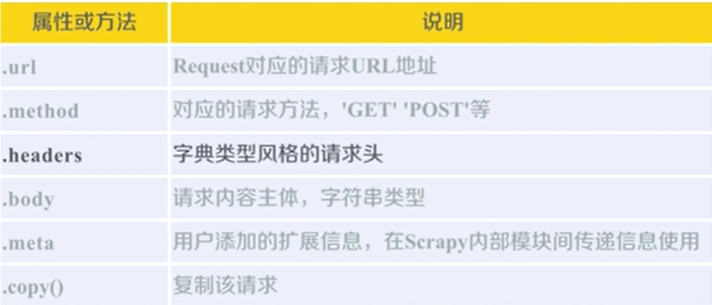 属性或方法 说明
.url Request对应的请求URL地址
.method 对应的请求方法，'GET' 'POST'等
.headers 字典类型风格的请求头
.body 请求内容主体，字符串类型
.meta 用户添加的扩展信息，在Scrapy内部模块间传递信息使用
.copy() 复制该请求